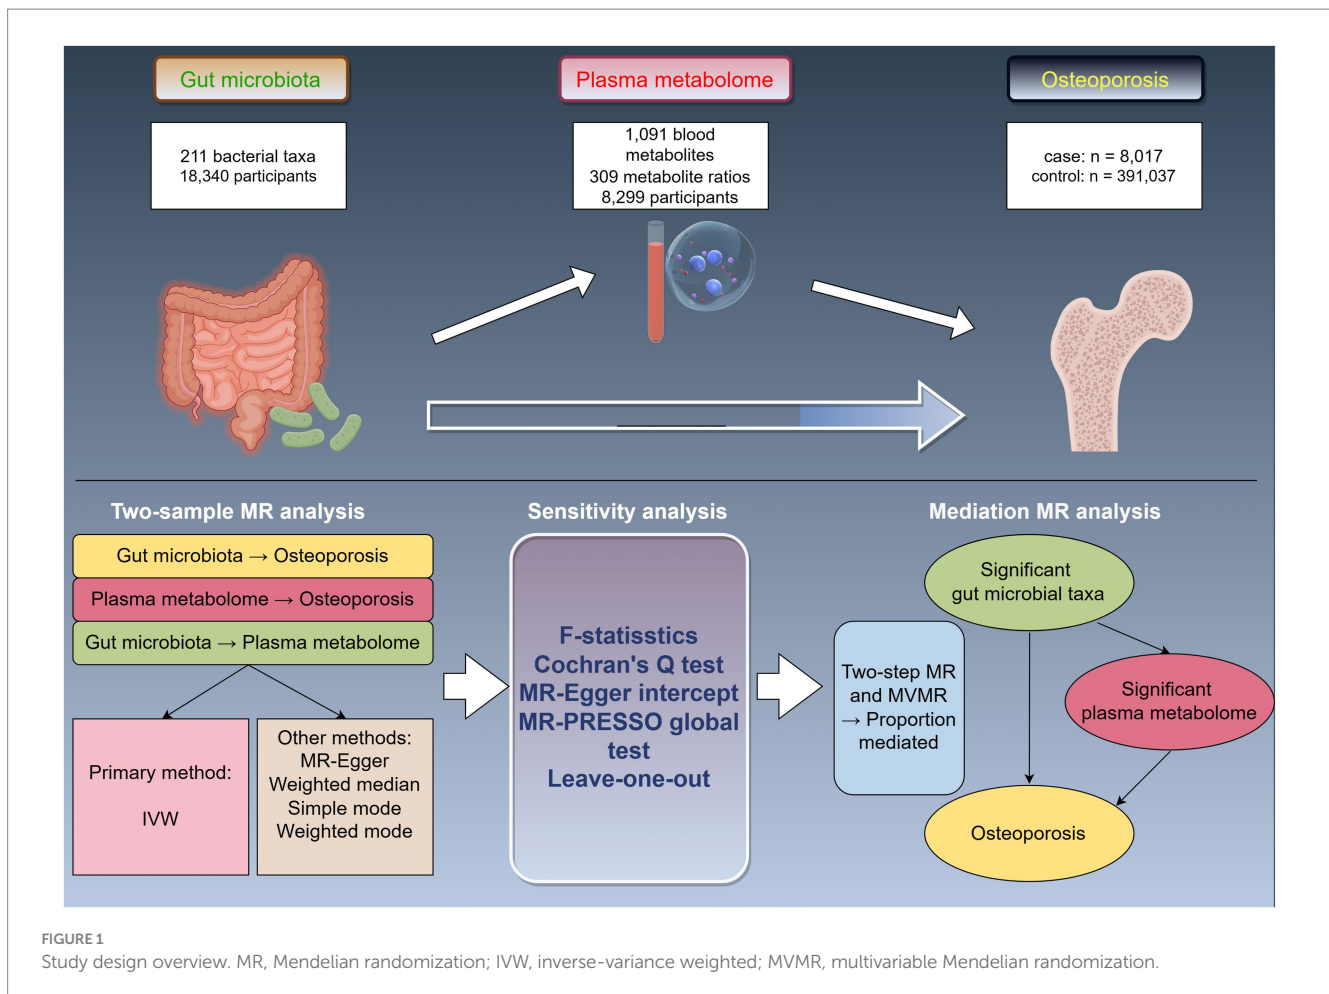 Gut microbiota
Plasma metabolome
Osteoporosis
211 bacterial taxa
18,340 participants
1,091 blood
metabolites
309 metabolite ratios
8,299 participants
case: n = 8,017
control: n = 391,037
Two-sample MR analysis
Gut microbiota → Osteoporosis
Plasma metabolome → Osteoporosis
Gut microbiota → Plasma metabolome
Primary method:
IVW
Other methods:
MR-Egger
Weighted median
Simple mode
Weighted mode
Sensitivity analysis
F-statisstics
Cochran's Q test
MR-Egger intercept
MR-PRESSO global
test
Leave-one-out
Mediation MR analysis
Two-step MR
and MVMR
→ Proportion
mediated
Significant
gut microbial taxa
Significant
plasma metabolome
Osteoporosis
FIGURE 1
Study design overview. MR, Mendelian randomization; IVW, inverse-variance weighted; MVMR, multivariable Mendelian randomization.